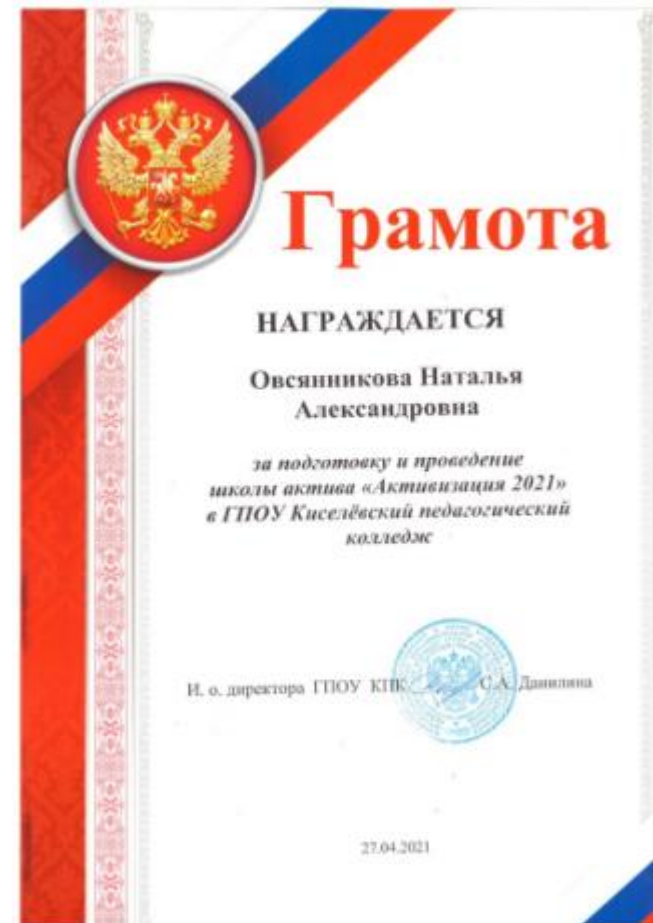 Грамота
НАГРАЖДАЕТСЯ
Овсянникова Наталья
Александровна
за подготовку и проведение
школы актива «Активизация 2021»
в ГПОУ Киселёвский педагогический
колледж
И. о. директора ГПОУ КПК С.А. Данилина
27.04.2021